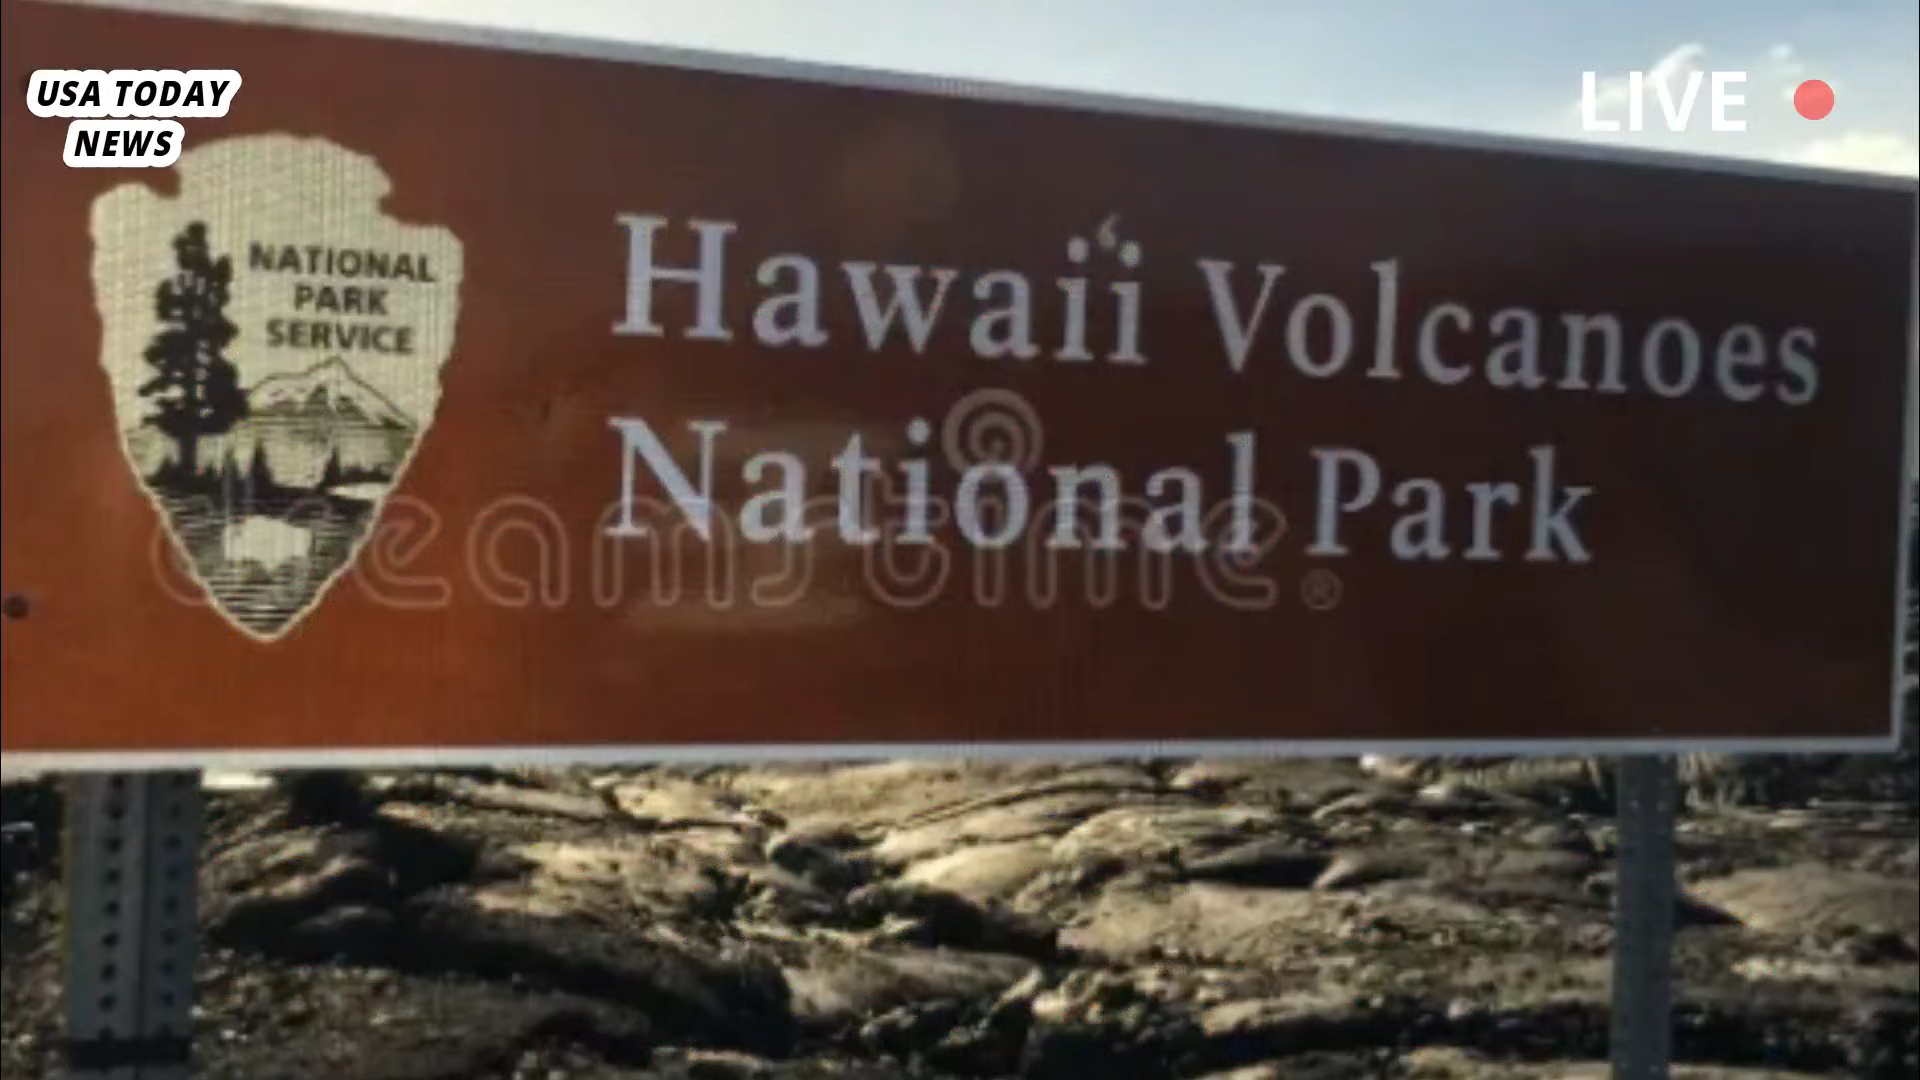 USA TODAY
NEWS
LIVE
NATIONAL
PARK
SERVICE
Hawaiʻi Volcanoes
National Park
dreamstime®